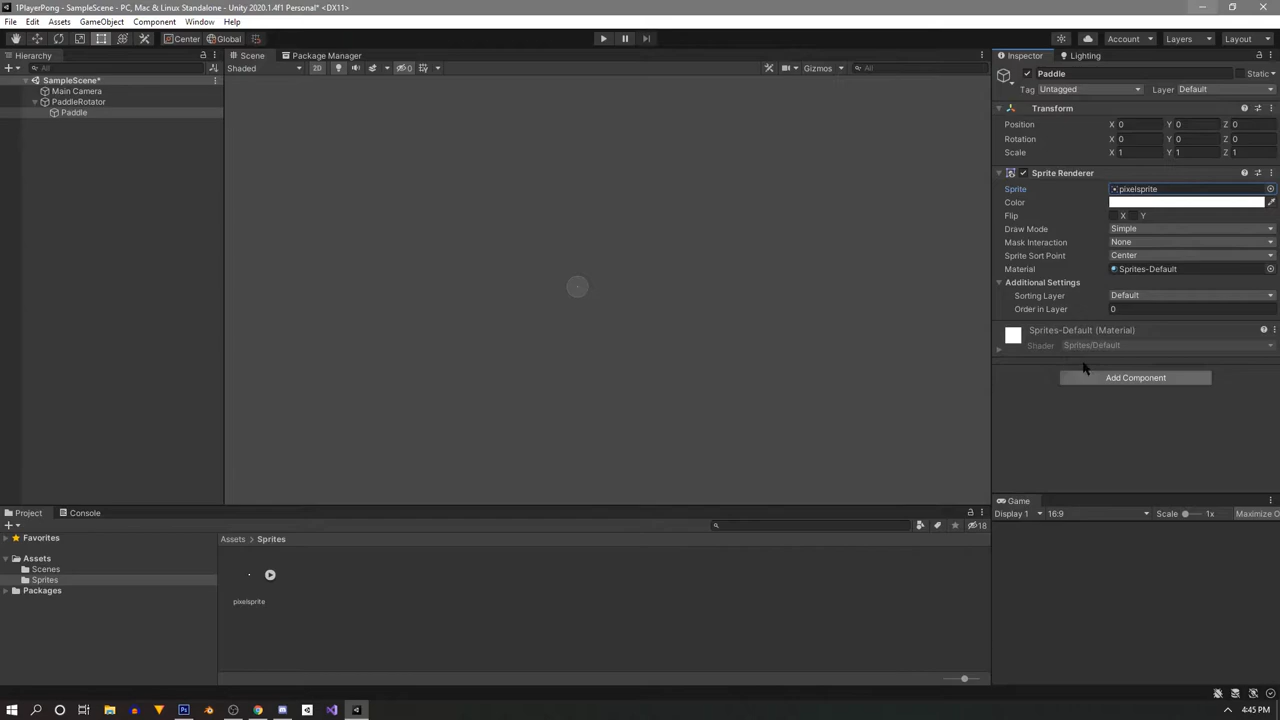 1PlayerPong - SampleScene - PC, Mac & Linux Standalone - Unity 2020.1.4f1 Personal* <DX11>
File Edit Assets GameObject Component Window Help
Center Global Account Layers Layout
Hierarchy Scene Package Manager Inspector Lighting
All Shaded 2D 0 Gizmos All
SampleScene*
Main Camera
PaddleRotator
Paddle
Paddle Static
Tag Untagged Layer Default
Transform
Position X 0 Y 0 Z 0
Rotation X 0 Y 0 Z 0
Scale X 1 Y 1 Z 1
Sprite Renderer
Sprite pixelsprite
Color
Flip X Y
Draw Mode Simple
Mask Interaction None
Sprite Sort Point Center
Material Sprites-Default
Additional Settings
Sorting Layer Default
Order in Layer 0
Sprites-Default (Material)
Shader Sprites/Default
Add Component
Game
Display 1 16:9 Scale 1x Maximize O
Project Console
18
Favorites
Assets
Scenes
Sprites
Packages
Assets > Sprites
pixelsprite
4:45 PM